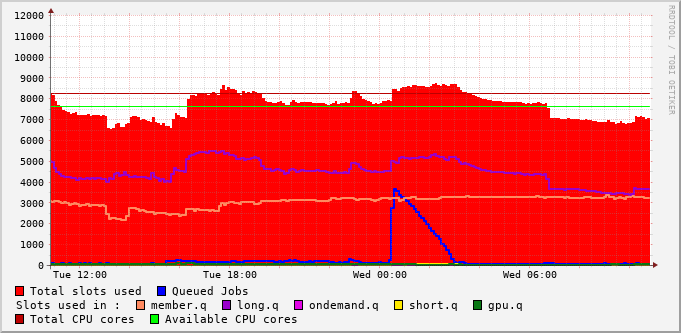 RRDTOOL / TOBI OETIKER
12000
11000
10000
9000
8000
7000
6000
5000
4000
3000
2000
1000
0
Tue 12:00 Tue 18:00 Wed 00:00 Wed 06:00
Total slots used Queued Jobs
Slots used in : member.q long.q ondemand.q short.q gpu.q
Total CPU cores Available CPU cores